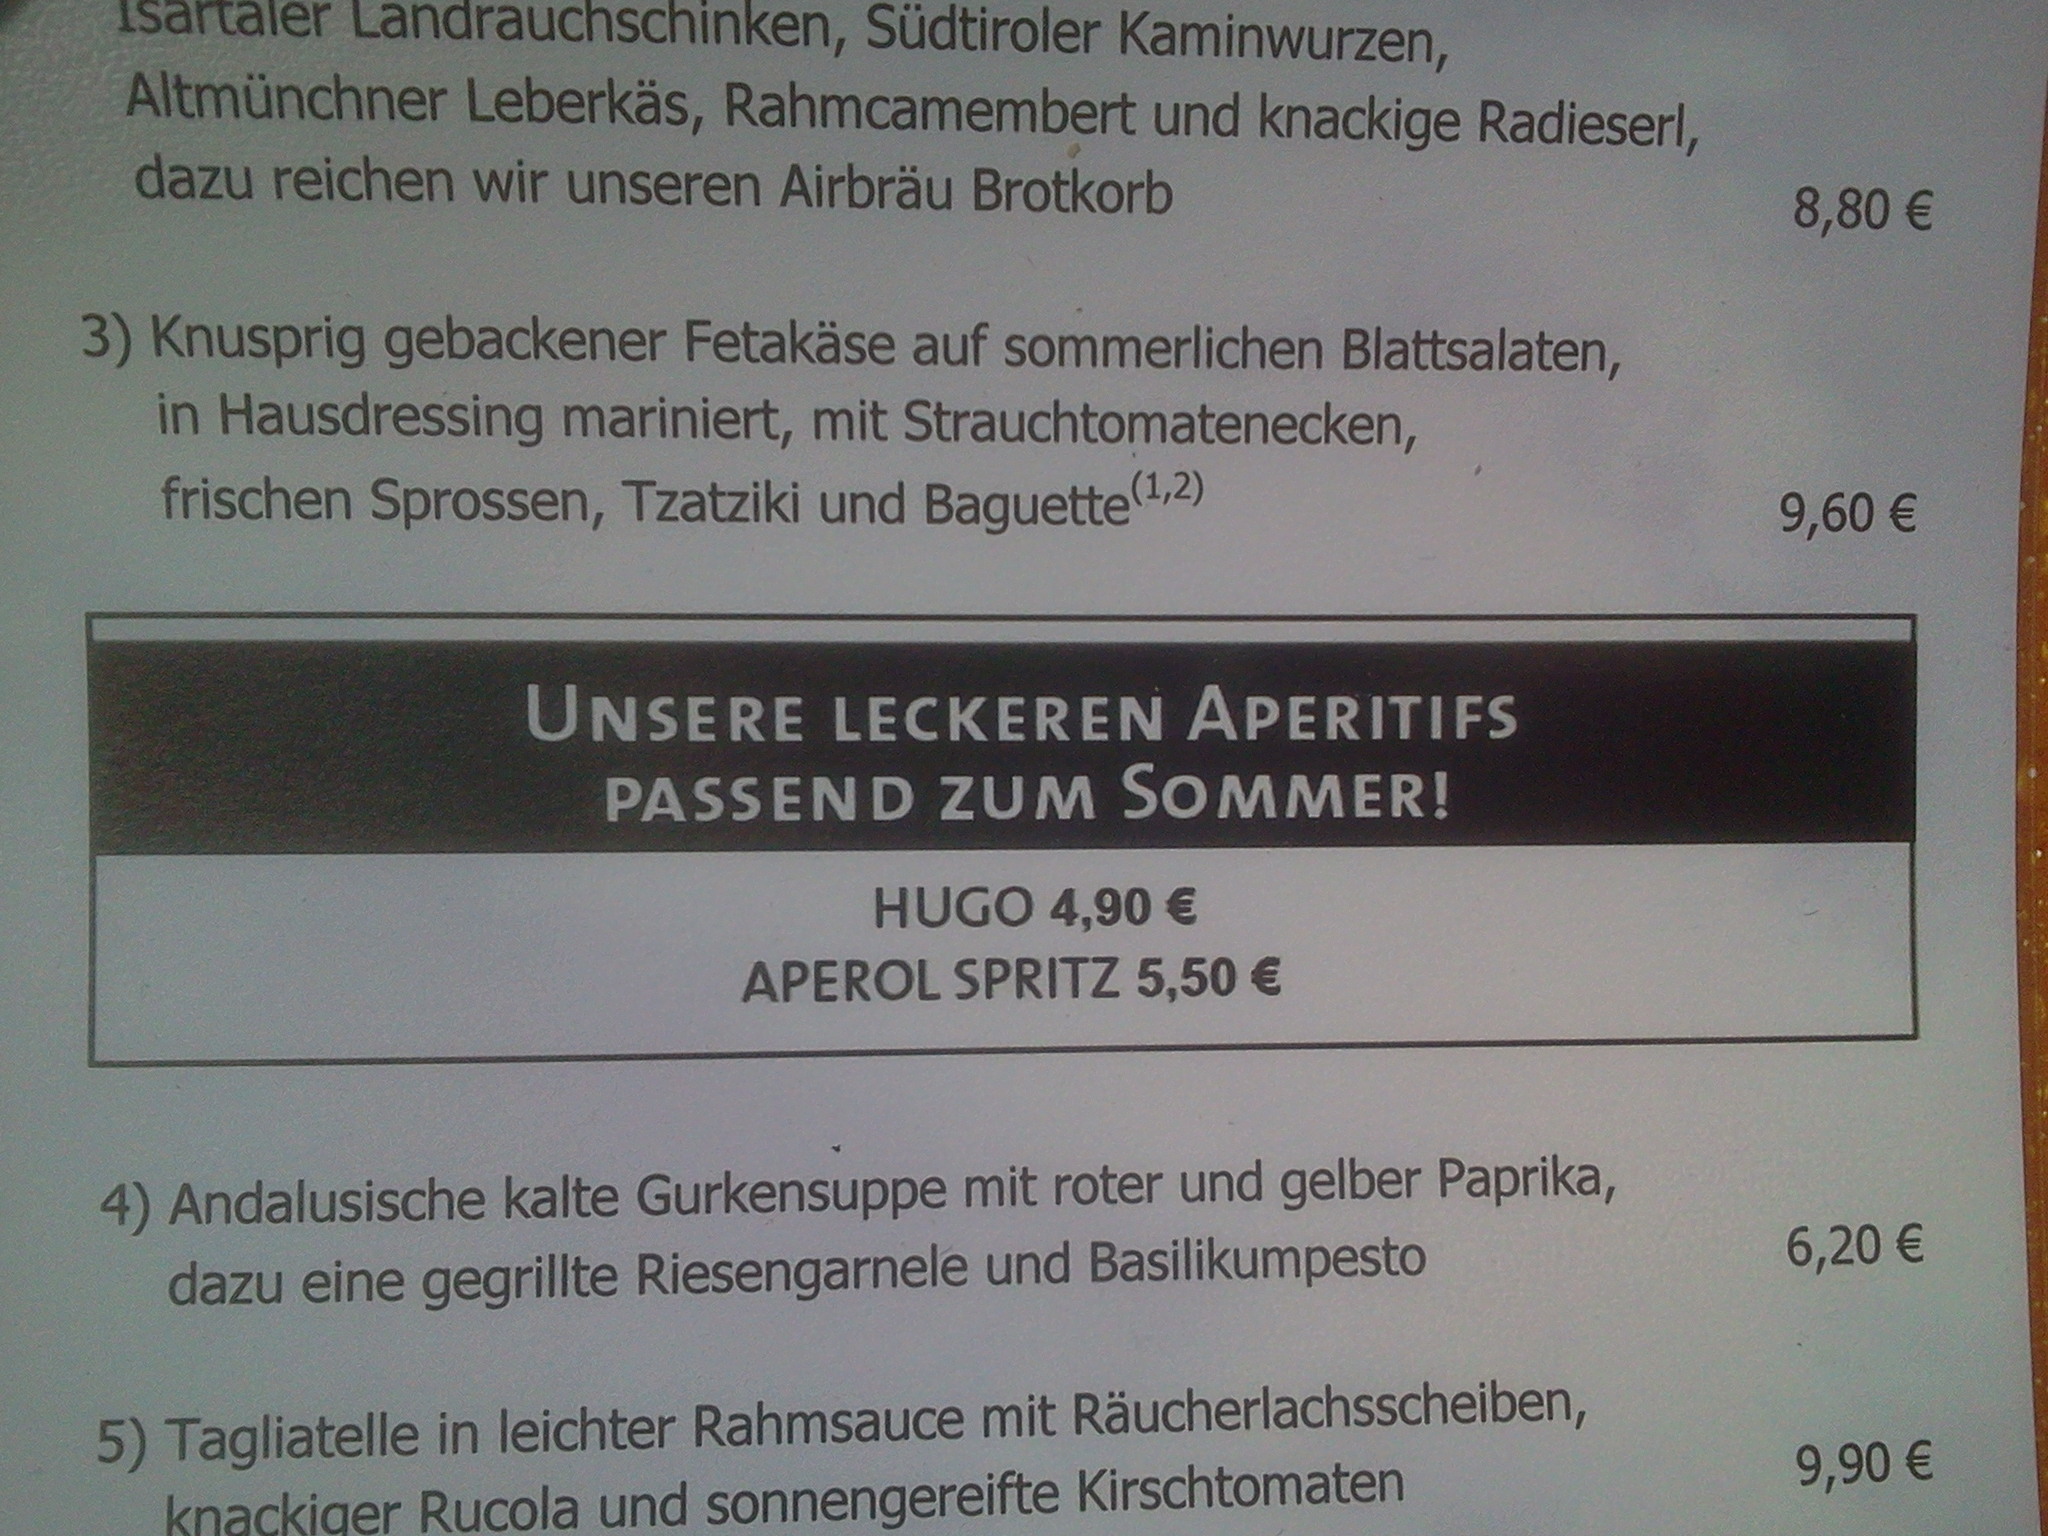 Isartaler Landrauchschinken, Südtiroler Kaminwurzen,
Altmünchner Leberkäs, Rahmcamembert und knackige Radieserl,
dazu reichen wir unseren Airbräu Brotkorb 8,80 €
3) Knusprig gebackener Fetakäse auf sommerlichen Blattsalaten,
in Hausdressing mariniert, mit Strauchtomatenecken,
frischen Sprossen, Tzatziki und Baguette(1,2) 9,60 €
UNSERE LECKEREN APERITIFS
PASSEND ZUM SOMMER!
HUGO 4,90 €
APEROL SPRITZ 5,50 €
4) Andalusische kalte Gurkensuppe mit roter und gelber Paprika,
dazu eine gegrillte Riesengarnele und Basilikumpesto 6,20 €
5) Tagliatelle in leichter Rahmsauce mit Räucherlachsscheiben,
knackiger Rucola und sonnengereifte Kirschtomaten 9,90 €